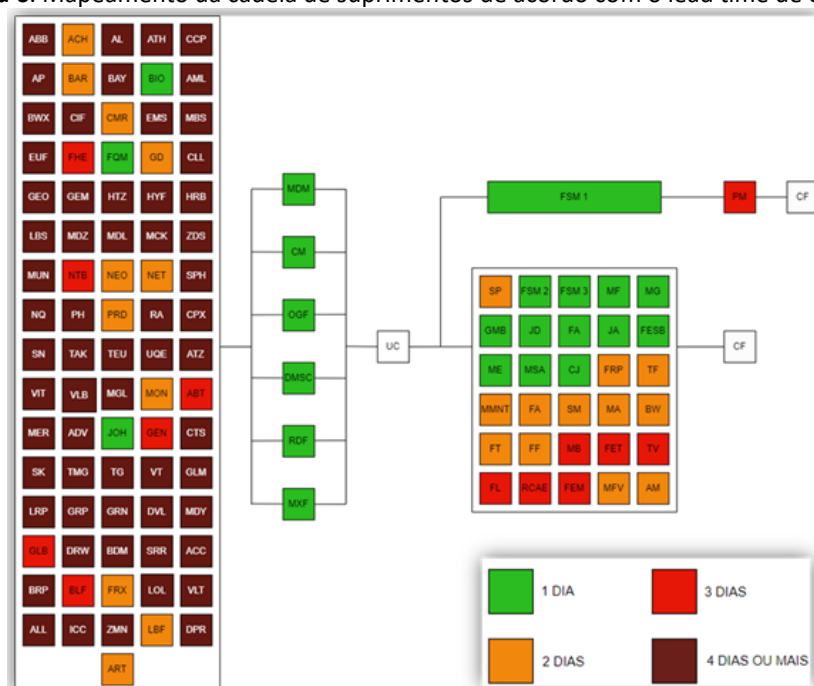 Mapeamento da cadeia de suprimentos de acordo com o lead time de
ABB ACH AL ATH CCP
AP BAR BAY BIO AML
BWX CIF CMR EMS MBS
EUF FHE FQM GD CLL
GEO GEM HTZ HYF HRB
LBS MDZ MDL MCK ZDS
MUN NTB NEO NET SPH
NQ PH PRD RA CPX
SN TAK TEU UQE ATZ
VIT VLB MGL MON ABT
MER ADV JOH GEN CTS
SK TMG TG VT GLM
LRP GRP GRN DVL MDY
GLB DRW BDM SRR ACC
BRP BLF FRX LOL VLT
ALL ICC ZMN LBF DPR
ART
MDM
CM
OGF
DMSC
RDF
MXF
UC
FSM 1 PM CF
SP FSM 2 FSM 3 MF MG
GMB JD FA JA FESB
ME MSA CJ FRP TF
MMNT FA SM MA BW
FT FF MB FET TV
FL RCAE FEM MFV AM
CF
1 DIA
3 DIAS
2 DIAS
4 DIAS OU MAIS